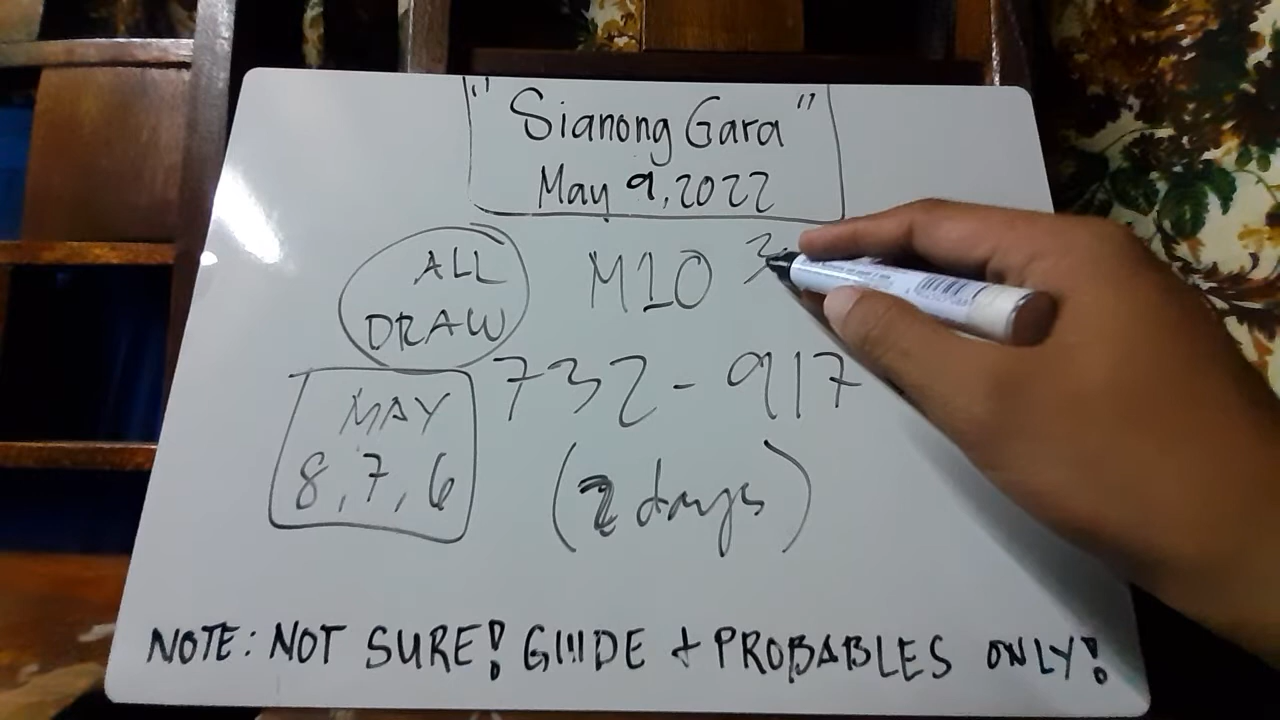 "Sianong Gara"
May 9, 2022
ALL
DRAW
M10 3
732 - 917
MAY
8, 7, 6
(2 days)
NOTE: NOT SURE! GUIDE + PROBABLES ONLY!